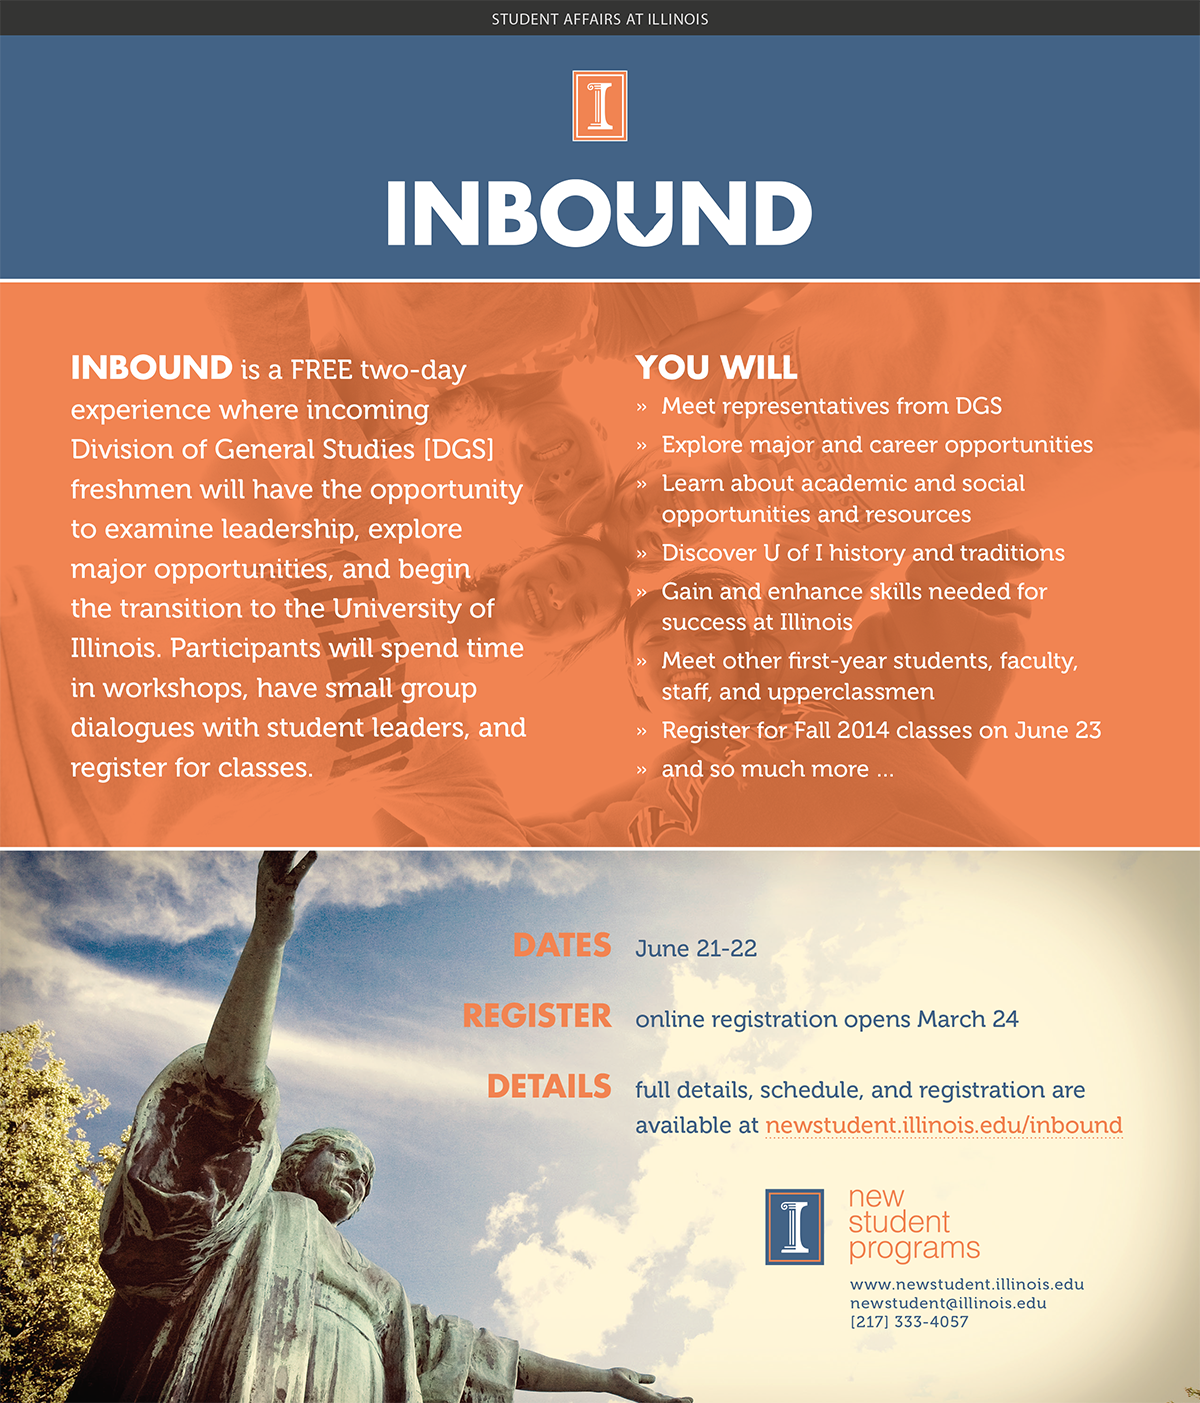 STUDENT AFFAIRS AT ILLINOIS
I
INBOUND
INBOUND is a FREE two-day
experience where incoming
Division of General Studies [DGS]
freshmen will have the opportunity
to examine leadership, explore
major opportunities, and begin
the transition to the University of
Illinois. Participants will spend time
in workshops, have small group
dialogues with student leaders, and
register for classes.
YOU WILL
» Meet representatives from DGS
» Explore major and career opportunities
» Learn about academic and social
opportunities and resources
» Discover U of I history and traditions
» Gain and enhance skills needed for
success at Illinois
» Meet other first-year students, faculty,
staff, and upperclassmen
» Register for Fall 2014 classes on June 23
» and so much more ...
DATES June 21-22
REGISTER online registration opens March 24
DETAILS full details, schedule, and registration are
available at newstudent.illinois.edu/inbound
I
new
student
programs
www.newstudent.illinois.edu
newstudent@illinois.edu
[217] 333-4057